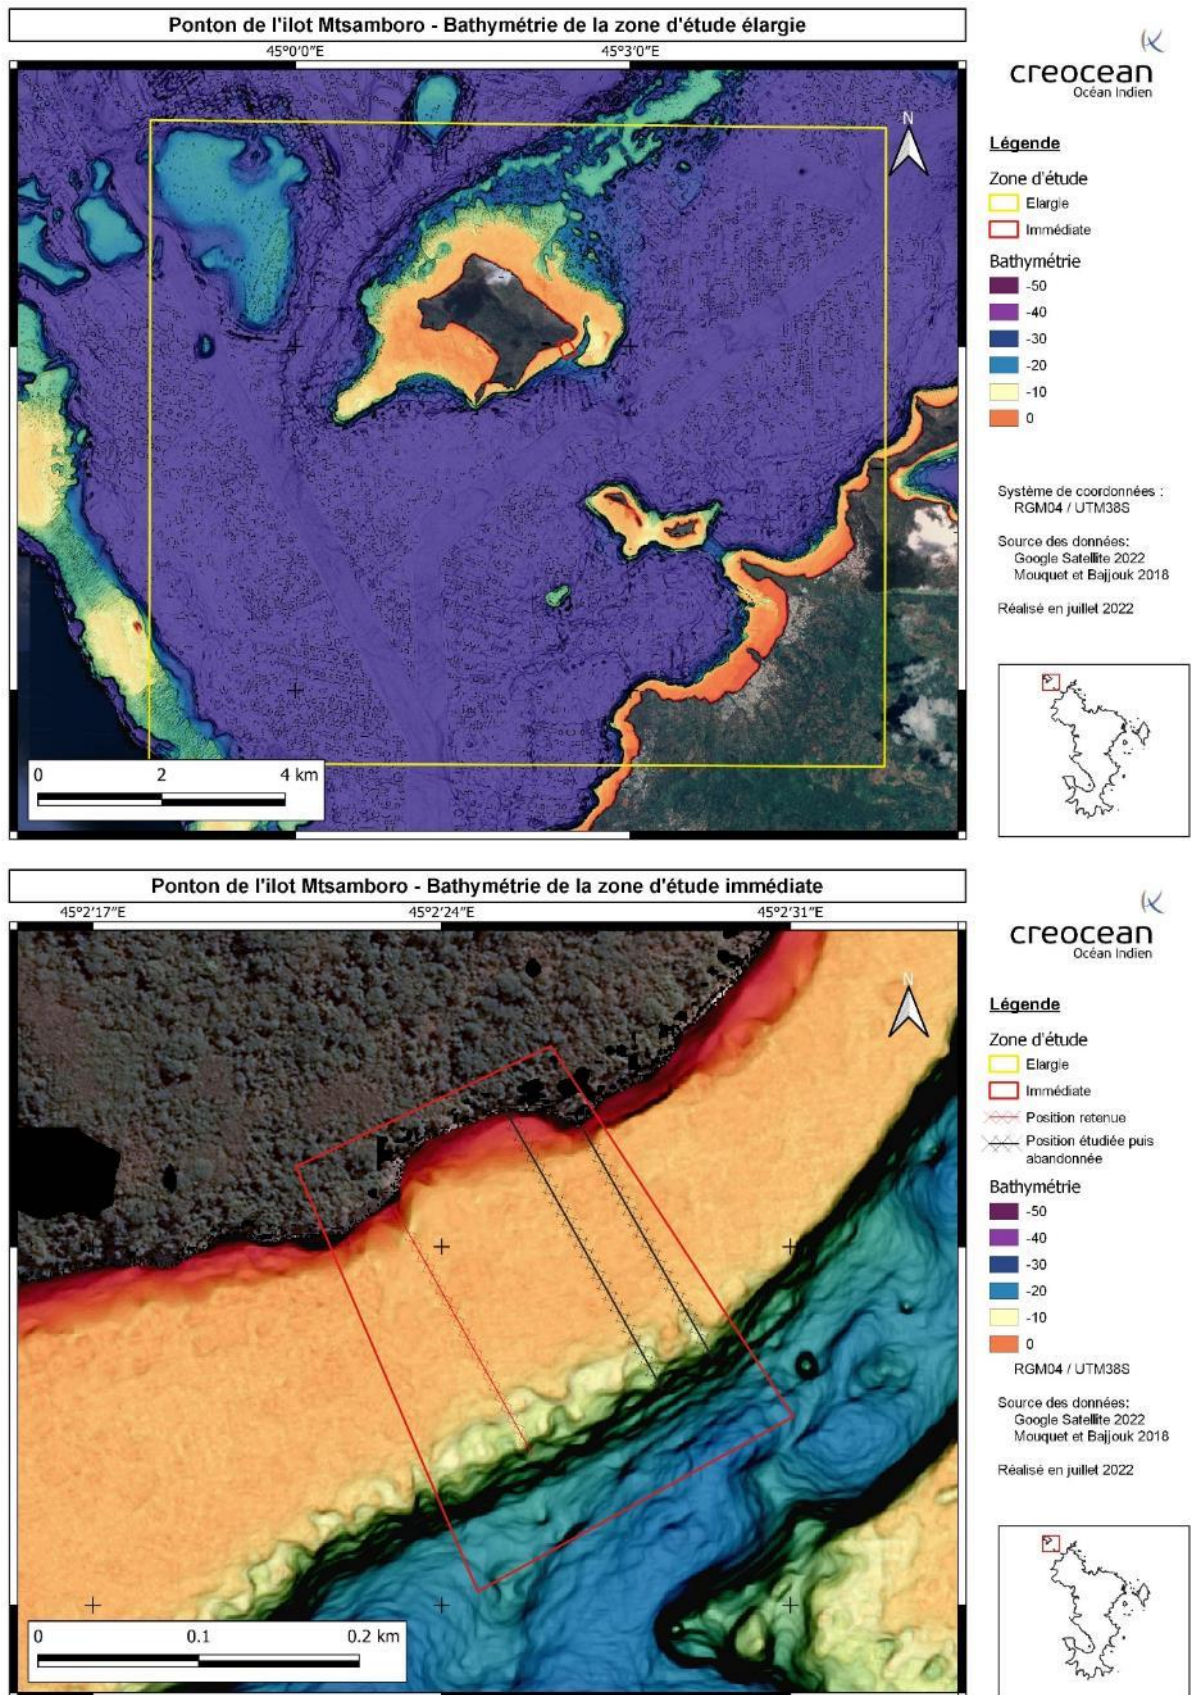 Ponton de l'ilot Mtsamboro - Bathymétrie de la zone d'étude élargie
45°0'0"E
45°3'0"E
N
0 2 4 km
creocean
Océan Indien
Légende
Zone d'étude
Elargie
Immédiate
Bathymétrie
-50
-40
-30
-20
-10
0
Système de coordonnées :
RGM04 / UTM38S
Source des données:
Google Satellite 2022
Mouquet et Bajjouk 2018
Réalisé en juillet 2022
Ponton de l'ilot Mtsamboro - Bathymétrie de la zone d'étude immédiate
45°2'17"E
45°2'24"E
45°2'31"E
N
0 0.1 0.2 km
creocean
Océan Indien
Légende
Zone d'étude
Elargie
Immédiate
Position retenue
Position étudiée puis
abandonnée
Bathymétrie
-50
-40
-30
-20
-10
0
RGM04 / UTM38S
Source des données:
Google Satellite 2022
Mouquet et Bajjouk 2018
Réalisé en juillet 2022